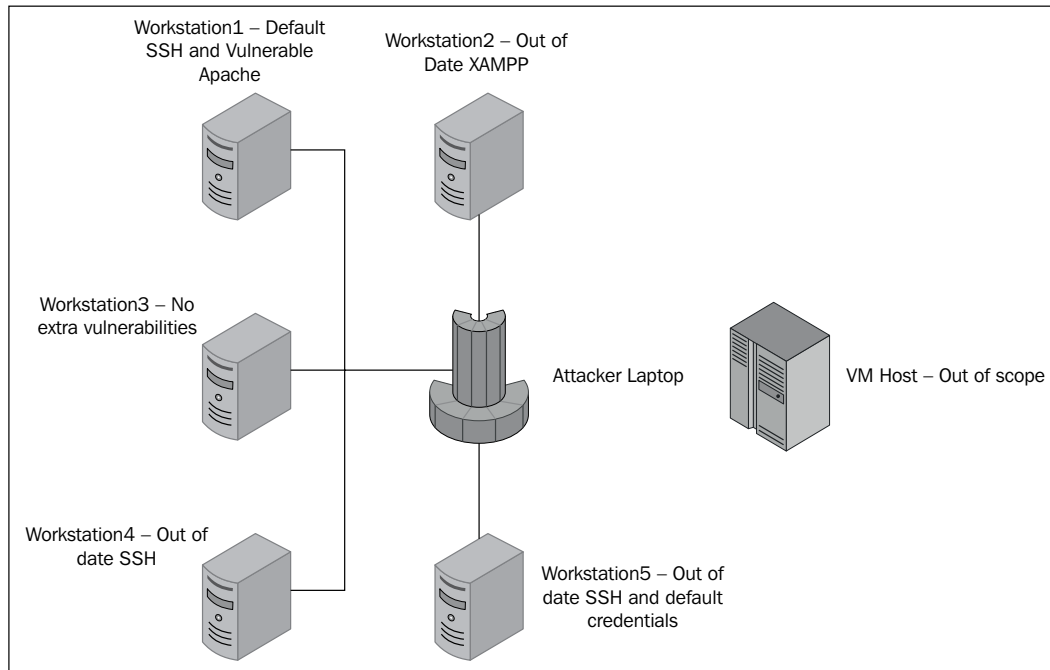 Workstation1 – Default
SSH and Vulnerable
Apache
Workstation2 – Out of
Date XAMPP
Workstation3 – No
extra vulnerabilities
Attacker Laptop
VM Host – Out of scope
Workstation4 – Out of
date SSH
Workstation5 – Out of
date SSH and default
credentials